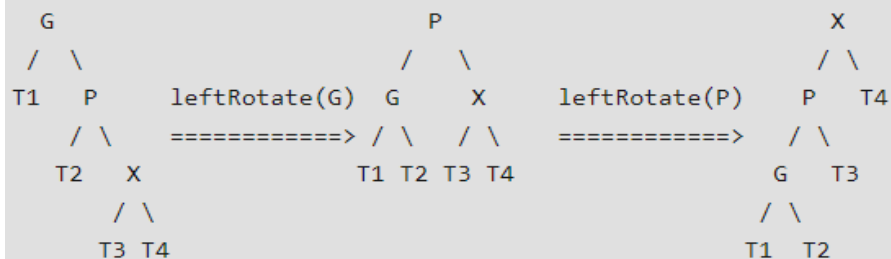 G                          P                           X
   /  \                      /   \                        / \
 T1    P      leftRotate(G)  G     X     leftRotate(P)    P   T4
      / \     ============> / \   / \    ============>   / \
    T2   X                T1 T2 T3 T4                   G   T3
        / \                                            / \
       T3 T4                                          T1  T2